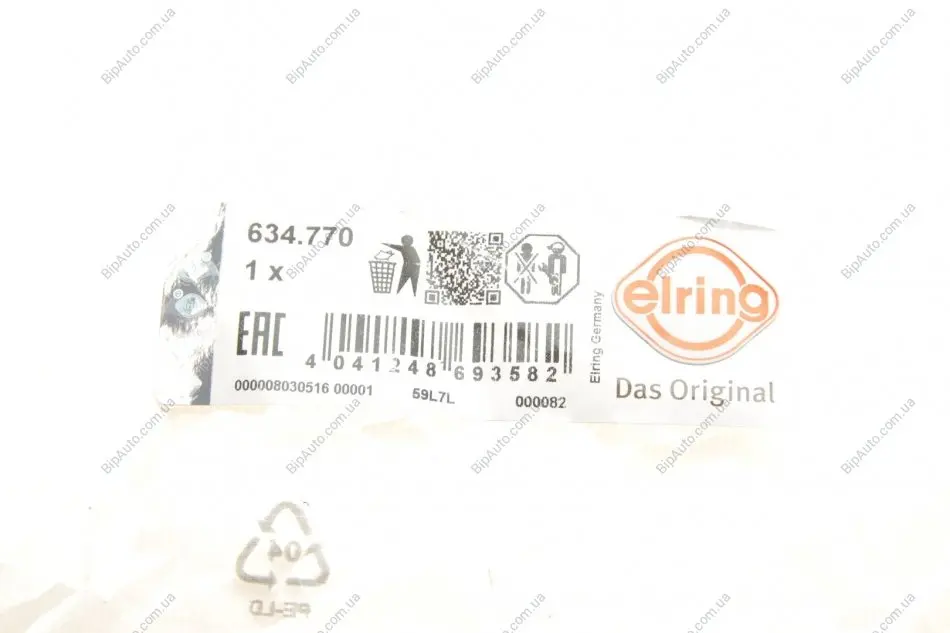 BipAuto.com.ua
634.770
1 x
EAC
4 041248 693582
000008030516 00001 59L7L 000082
Elring Germany
elring
Das Original
04
PE-LD